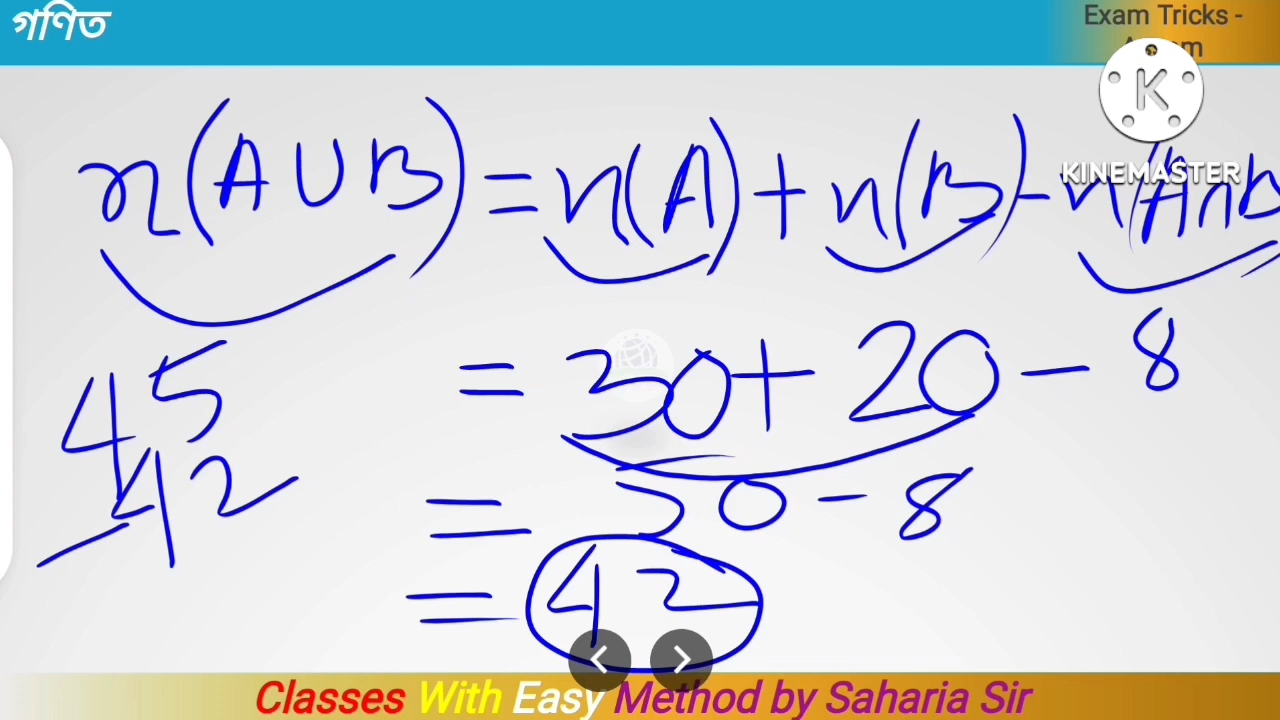 গণিত
Exam Tricks -
K
KINEMASTER
n(A∪B) = n(A) + n(B) - n(A∩B
= 30 + 20 - 8
45
42
= 50 - 8
= 42
Classes With Easy Method by Saharia Sir